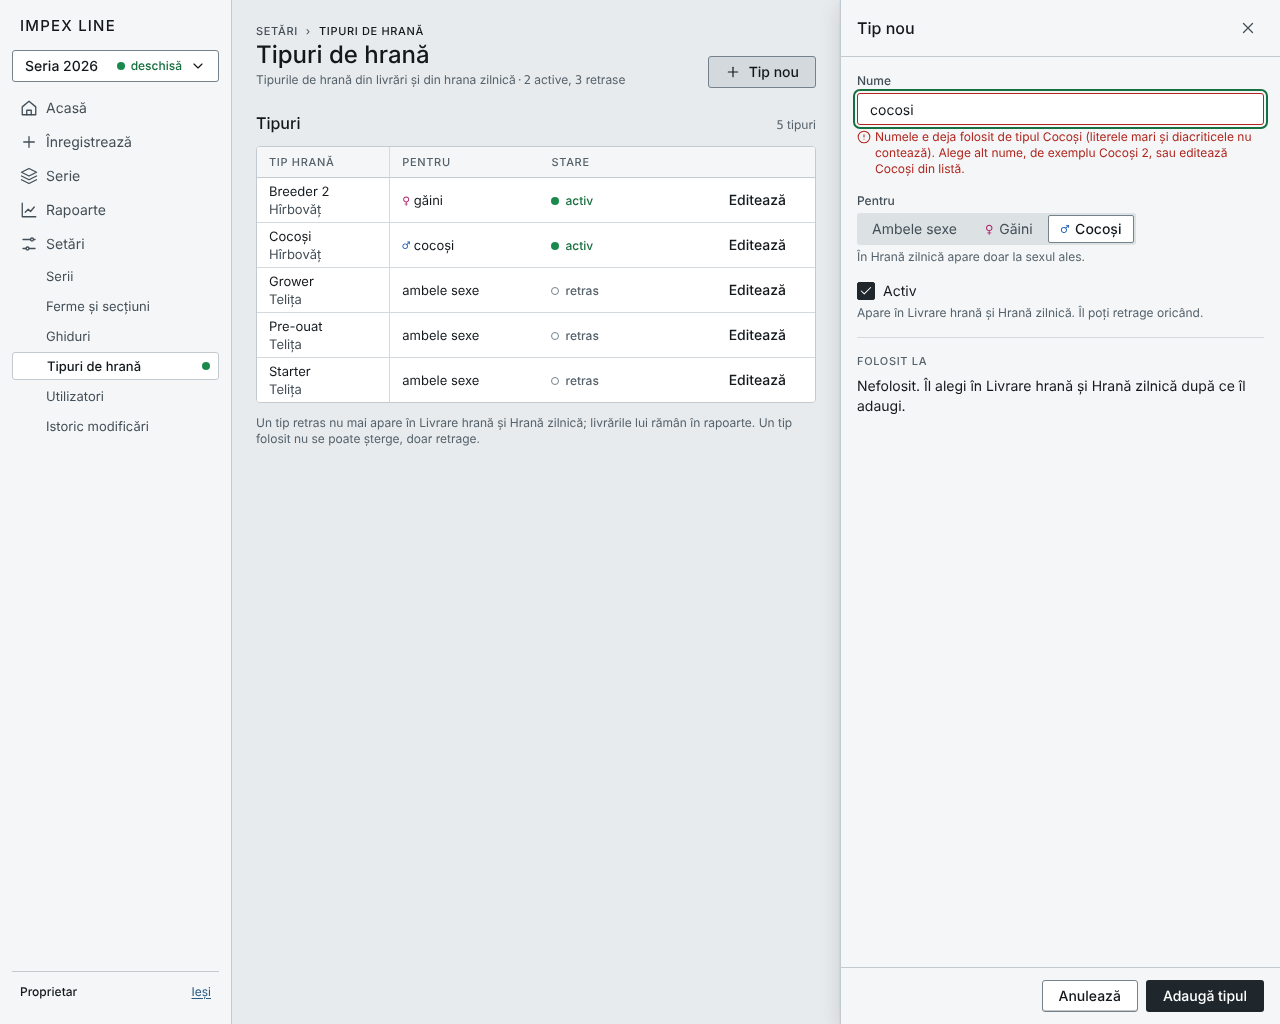 IMPEX LINE
Seria 2026 deschisă
Acasă
Înregistrează
Serie
Rapoarte
Setări
Serii
Ferme și secțiuni
Ghiduri
Tipuri de hrană
Utilizatori
Istoric modificări
Proprietar Ieși
SETĂRI › TIPURI DE HRANĂ
Tipuri de hrană
Tipurile de hrană din livrări și din hrana zilnică · 2 active, 3 retrase
Tip nou
Tipuri 5 tipuri
TIP HRANĂ PENTRU STARE
Breeder 2
Hîrbovăț
♀ găini activ Editează
Cocoși
Hîrbovăț
♂ cocoși activ Editează
Grower
Telița
ambele sexe retras Editează
Pre-ouat
Telița
ambele sexe retras Editează
Starter
Telița
ambele sexe retras Editează
Un tip retras nu mai apare în Livrare hrană și Hrană zilnică; livrările lui rămân în rapoarte. Un tip
folosit nu se poate șterge, doar retrage.
Tip nou
Nume
cocosi
Numele e deja folosit de tipul Cocoși (literele mari și diacriticele nu
contează). Alege alt nume, de exemplu Cocoși 2, sau editează
Cocoși din listă.
Pentru
Ambele sexe ♀ Găini ♂ Cocoși
În Hrană zilnică apare doar la sexul ales.
Activ
Apare în Livrare hrană și Hrană zilnică. Îl poți retrage oricând.
FOLOSIT LA
Nefolosit. Îl alegi în Livrare hrană și Hrană zilnică după ce îl
adaugi.
Anulează Adaugă tipul